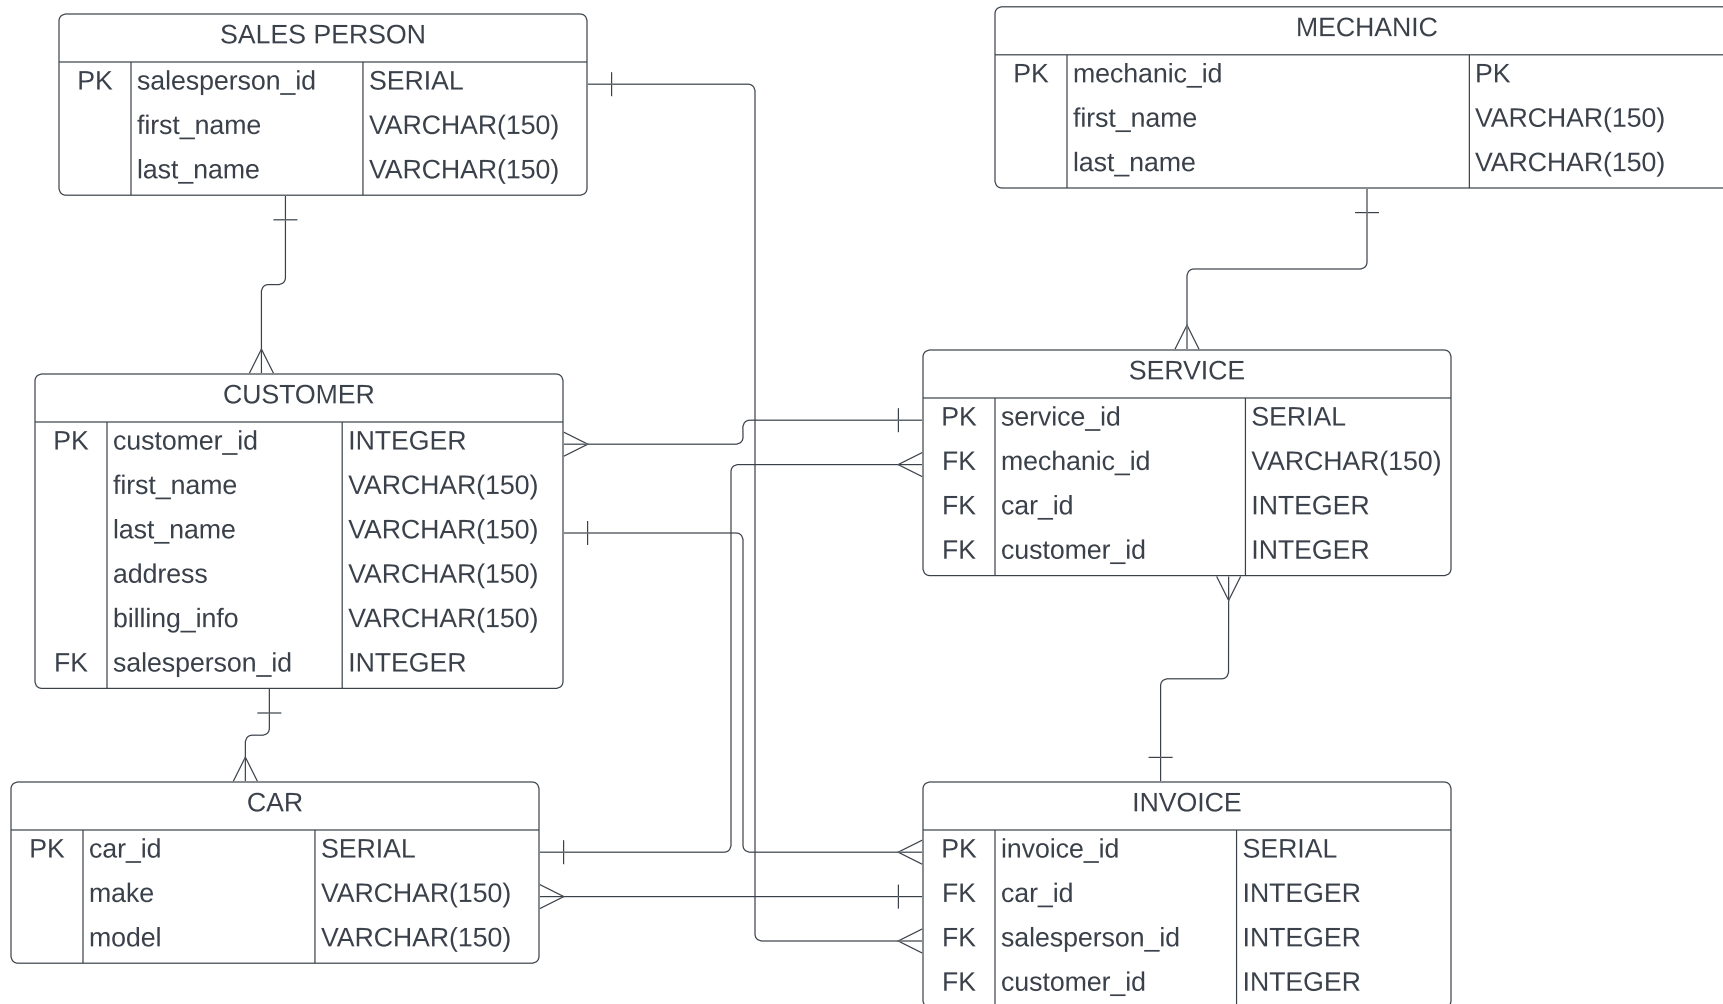 SALES PERSON
PK salesperson_id SERIAL
first_name VARCHAR(150)
last_name VARCHAR(150)
MECHANIC
PK mechanic_id PK
first_name VARCHAR(150)
last_name VARCHAR(150)
CUSTOMER
PK customer_id INTEGER
first_name VARCHAR(150)
last_name VARCHAR(150)
address VARCHAR(150)
billing_info VARCHAR(150)
FK salesperson_id INTEGER
SERVICE
PK service_id SERIAL
FK mechanic_id VARCHAR(150)
FK car_id INTEGER
FK customer_id INTEGER
CAR
PK car_id SERIAL
make VARCHAR(150)
model VARCHAR(150)
INVOICE
PK invoice_id SERIAL
FK car_id INTEGER
FK salesperson_id INTEGER
FK customer_id INTEGER